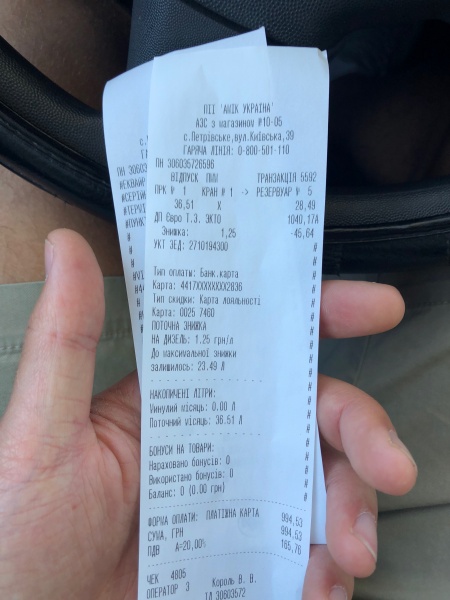 ПІІ 'АМІК УКРАЇНА'
АЗС з магазином #10-05
с.Петрівське,вул.Київська,39
ГАРЯЧА ЛІНІЯ: 0-800-501-110
ПН 306035726596
ВІДПУСК ПММ ТРАНЗАКЦІЯ 5592
ПРК № 1 КРАН № 1 -> РЕЗЕРВУАР № 5
36,51 X 28,49
ДП Євро Т.З. ЭКТО 1040,17А
Знижка: 1,25 -45,64
УКТ ЗЕД: 2710194300
Тип оплаты: Банк.карта
Карта: 4417XXXXXXXX2836
Тип скидки: Карта лояльності
Карта: 0025 7460
ПОТОЧНА ЗНИЖКА
НА ДИЗЕЛЬ: 1.25 грн/л
До максимальної знижки
залишилось: 23.49 Л
НАКОПИЧЕНІ ЛІТРИ:
Минулий місяць: 0.00 Л
Поточний місяць: 36.51 Л
БОНУСИ НА ТОВАРИ:
Нараховано бонусів: 0
Використано бонусів: 0
Баланс: 0 (0.00 грн)
ФОРМА ОПЛАТИ: ПЛАТІЖНА КАРТА 994,53
СУМА, ГРН 994,53
ПДВ А=20,00% 165,76
ЧЕК 4805
ОПЕРАТОР 3 Король В. В.
ІД 30603572